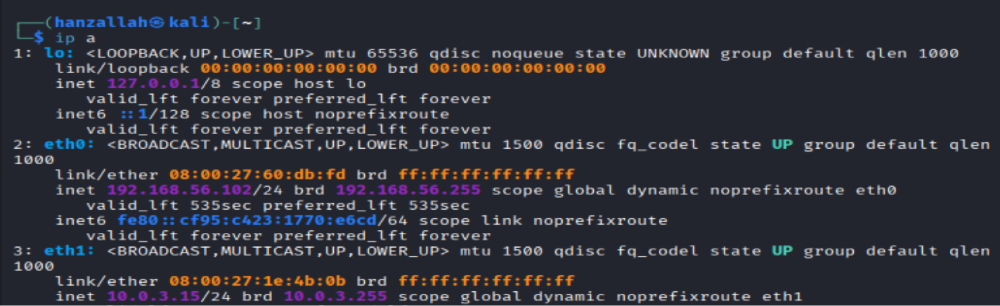 ┌──(hanzallah㉿kali)-[~]
└─$ ip a
1: lo: <LOOPBACK,UP,LOWER_UP> mtu 65536 qdisc noqueue state UNKNOWN group default qlen 1000
    link/loopback 00:00:00:00:00:00 brd 00:00:00:00:00:00
    inet 127.0.0.1/8 scope host lo
       valid_lft forever preferred_lft forever
    inet6 ::1/128 scope host noprefixroute
       valid_lft forever preferred_lft forever
2: eth0: <BROADCAST,MULTICAST,UP,LOWER_UP> mtu 1500 qdisc fq_codel state UP group default qlen
1000
    link/ether 08:00:27:60:db:fd brd ff:ff:ff:ff:ff:ff
    inet 192.168.56.102/24 brd 192.168.56.255 scope global dynamic noprefixroute eth0
       valid_lft 535sec preferred_lft 535sec
    inet6 fe80::cf95:c423:1770:e6cd/64 scope link noprefixroute
       valid_lft forever preferred_lft forever
3: eth1: <BROADCAST,MULTICAST,UP,LOWER_UP> mtu 1500 qdisc fq_codel state UP group default qlen
1000
    link/ether 08:00:27:1e:4b:0b brd ff:ff:ff:ff:ff:ff
    inet 10.0.3.15/24 brd 10.0.3.255 scope global dynamic noprefixroute eth1